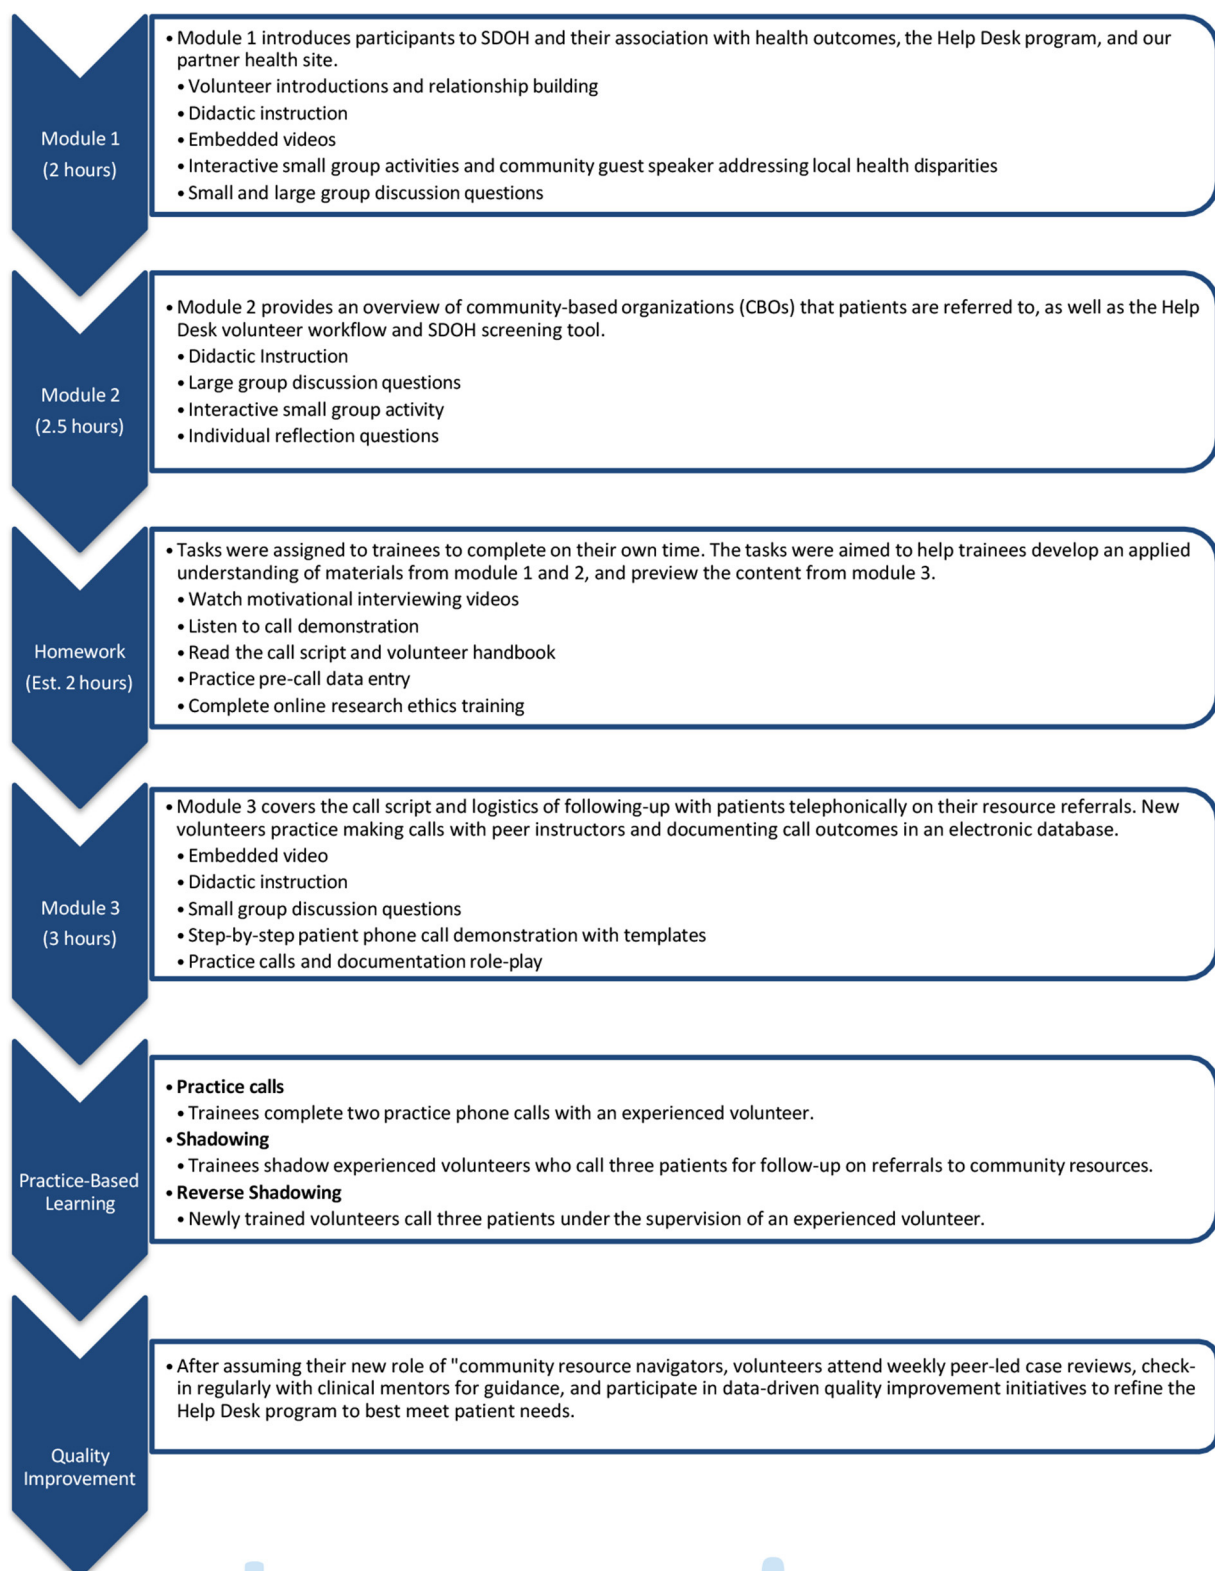 Module 1
(2 hours)
• Module 1 introduces participants to SDOH and their association with health outcomes, the Help Desk program, and our
partner health site.
• Volunteer introductions and relationship building
• Didactic instruction
• Embedded videos
• Interactive small group activities and community guest speaker addressing local health disparities
• Small and large group discussion questions
Module 2
(2.5 hours)
• Module 2 provides an overview of community-based organizations (CBOs) that patients are referred to, as well as the Help
Desk volunteer workflow and SDOH screening tool.
• Didactic Instruction
• Large group discussion questions
• Interactive small group activity
• Individual reflection questions
Homework
(Est. 2 hours)
• Tasks were assigned to trainees to complete on their own time. The tasks were aimed to help trainees develop an applied
understanding of materials from module 1 and 2, and preview the content from module 3.
• Watch motivational interviewing videos
• Listen to call demonstration
• Read the call script and volunteer handbook
• Practice pre-call data entry
• Complete online research ethics training
Module 3
(3 hours)
• Module 3 covers the call script and logistics of following-up with patients telephonically on their resource referrals. New
volunteers practice making calls with peer instructors and documenting call outcomes in an electronic database.
• Embedded video
• Didactic instruction
• Small group discussion questions
• Step-by-step patient phone call demonstration with templates
• Practice calls and documentation role-play
Practice-Based
Learning
• Practice calls
• Trainees complete two practice phone calls with an experienced volunteer.
• Shadowing
• Trainees shadow experienced volunteers who call three patients for follow-up on referrals to community resources.
• Reverse Shadowing
• Newly trained volunteers call three patients under the supervision of an experienced volunteer.
Quality
Improvement
• After assuming their new role of "community resource navigators, volunteers attend weekly peer-led case reviews, check-
in regularly with clinical mentors for guidance, and participate in data-driven quality improvement initiatives to refine the
Help Desk program to best meet patient needs.